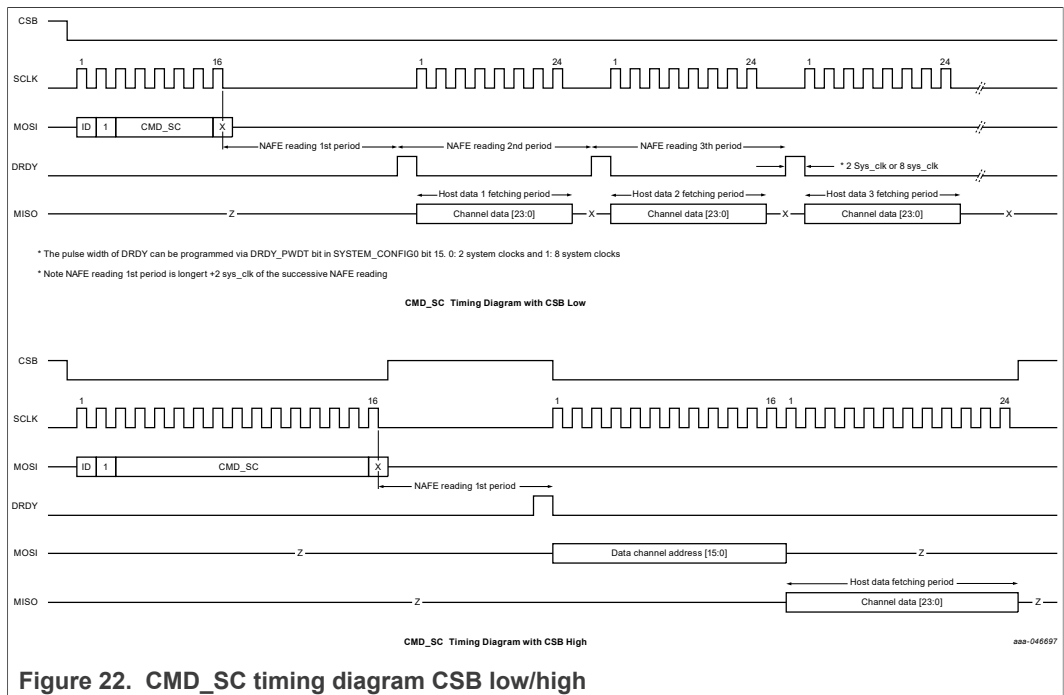 CSB
SCLK 1 16 1 24 1 24 1 24
MOSI ID 1 CMD_SC X
NAFE reading 1st period NAFE reading 2nd period NAFE reading 3th period
DRDY * 2 Sys_clk or 8 sys_clk
Host data 1 fetching period Host data 2 fetching period Host data 3 fetching period
MISO Z Channel data [23:0] X Channel data [23:0] X Channel data [23:0] X
* The pulse width of DRDY can be programmed via DRDY_PWDT bit in SYSTEM_CONFIG0 bit 15. 0: 2 system clocks and 1: 8 system clocks
* Note NAFE reading 1st period is longert +2 sys_clk of the successive NAFE reading
CMD_SC Timing Diagram with CSB Low
CSB
SCLK 1 16 1 16 1 24
MOSI ID 1 CMD_SC X
NAFE reading 1st period
DRDY
MOSI Z Data channel address [15:0] Z
Host data fetching period
MISO Z Channel data [23:0] Z
CMD_SC Timing Diagram with CSB High
aaa-046697
Figure 22. CMD_SC timing diagram CSB low/high